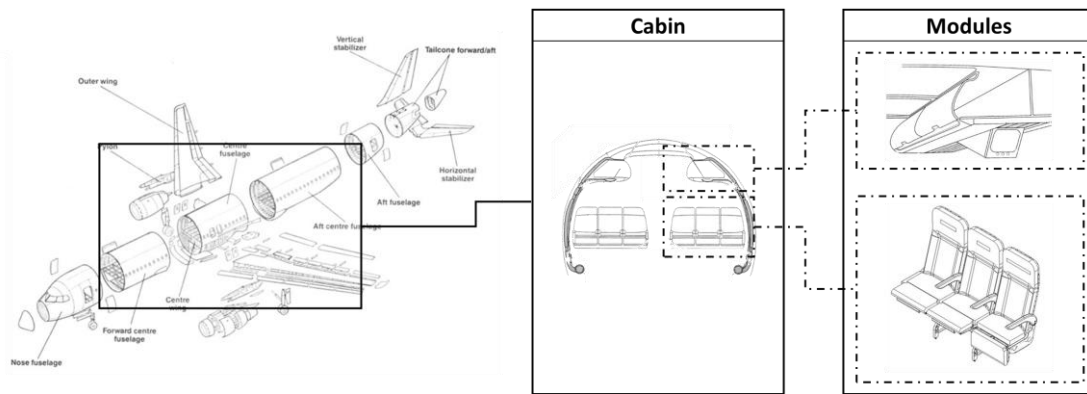 Cabin
Modules
Vertical
stabilizer
Tailcone forward/aft
Outer wing
Centre
fuselage
ylon
Horizontal
stabilizer
Aft fuselage
Aft centre fuselage
Centre
wing
Forward centre
fuselage
Nose fuselage